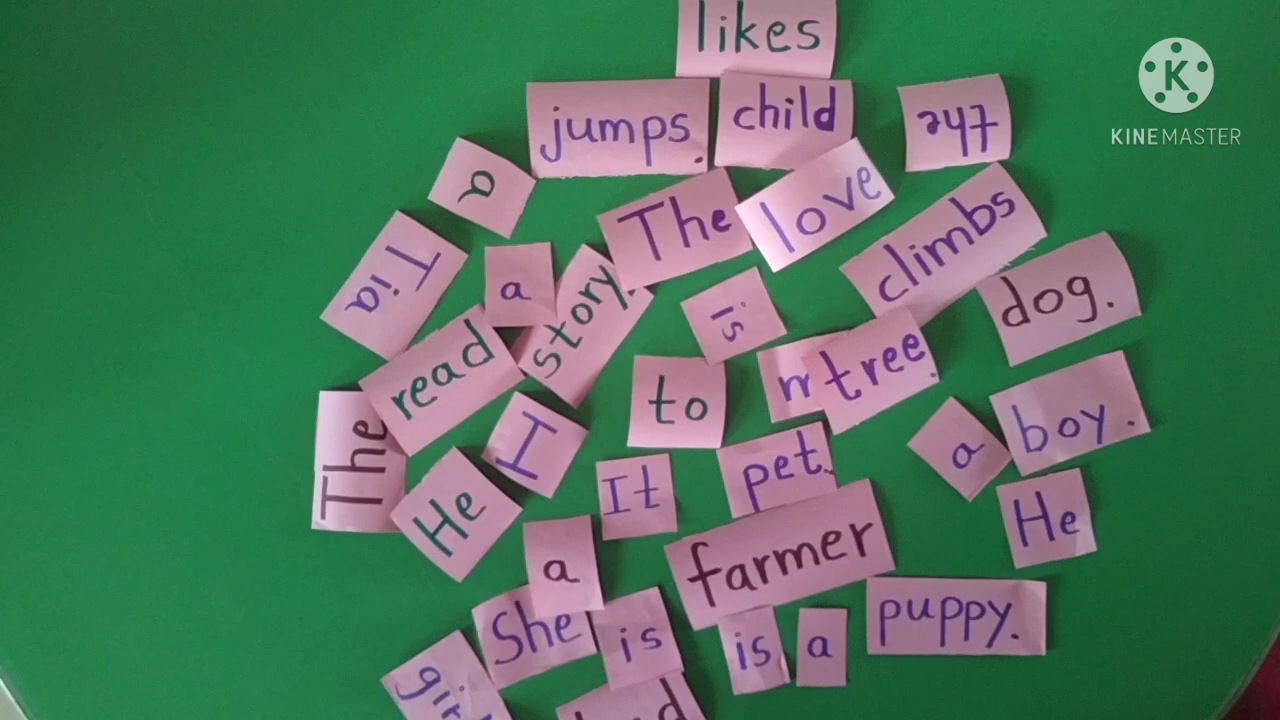 likes
jumps.
child
the
KINEMASTER
a
The
love
climbs
Tia
a
story.
is
dog.
read
to
tree.
The
I
a
boy.
He
It
pet.
He
a
farmer
She
is
is
a
puppy.